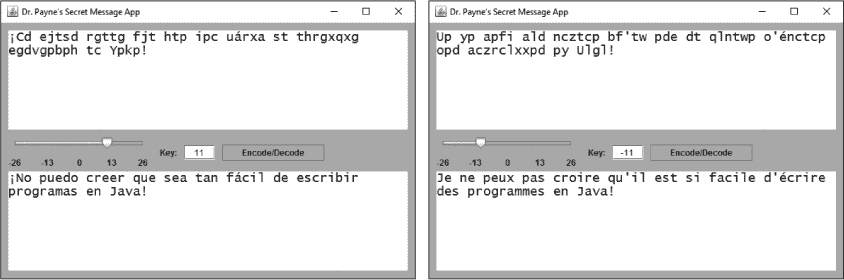 Dr. Payne's Secret Message App
¡Cd ejtsd rgttg fjt htp ipc uárxa st thrgxqxg
egdvgpbph tc Ypkp!
-26 -13 0 13 26
Key: 11 Encode/Decode
¡No puedo creer que sea tan fácil de escribir
programas en Java!
Dr. Payne's Secret Message App
Up yp apfi ald ncztcp bf'tw pde dt qlntwp o'énctcp
opd aczrclxxpd py Ulgl!
-26 -13 0 13 26
Key: -11 Encode/Decode
Je ne peux pas croire qu'il est si facile d'écrire
des programmes en Java!